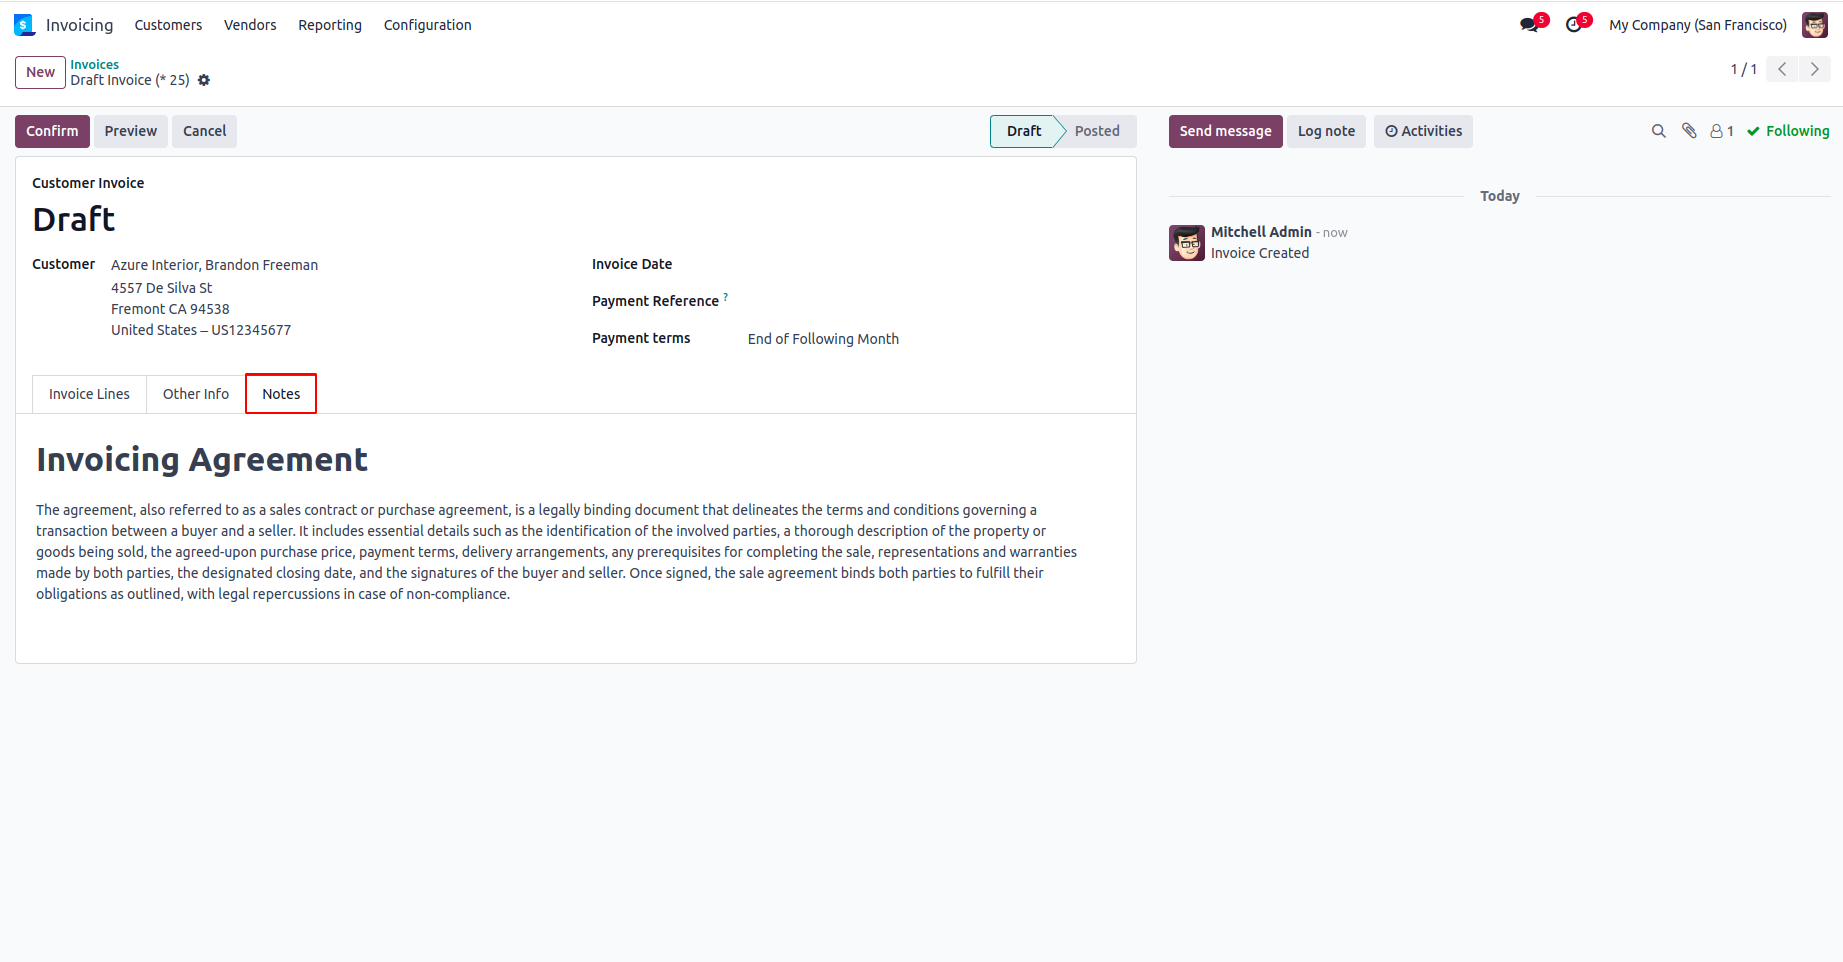 Invoicing Customers Vendors Reporting Configuration 5 5 My Company (San Francisco)
New Invoices
Draft Invoice (* 25) 1 / 1
Confirm Preview Cancel Draft Posted Send message Log note Activities 1 Following
Customer Invoice
Draft
Customer Azure Interior, Brandon Freeman
4557 De Silva St
Fremont CA 94538
United States – US12345677
Invoice Date
Payment Reference ?
Payment terms End of Following Month
Invoice Lines Other Info Notes
Invoicing Agreement
The agreement, also referred to as a sales contract or purchase agreement, is a legally binding document that delineates the terms and conditions governing a
transaction between a buyer and a seller. It includes essential details such as the identification of the involved parties, a thorough description of the property or
goods being sold, the agreed-upon purchase price, payment terms, delivery arrangements, any prerequisites for completing the sale, representations and warranties
made by both parties, the designated closing date, and the signatures of the buyer and seller. Once signed, the sale agreement binds both parties to fulfill their
obligations as outlined, with legal repercussions in case of non-compliance.
Today
Mitchell Admin - now
Invoice Created